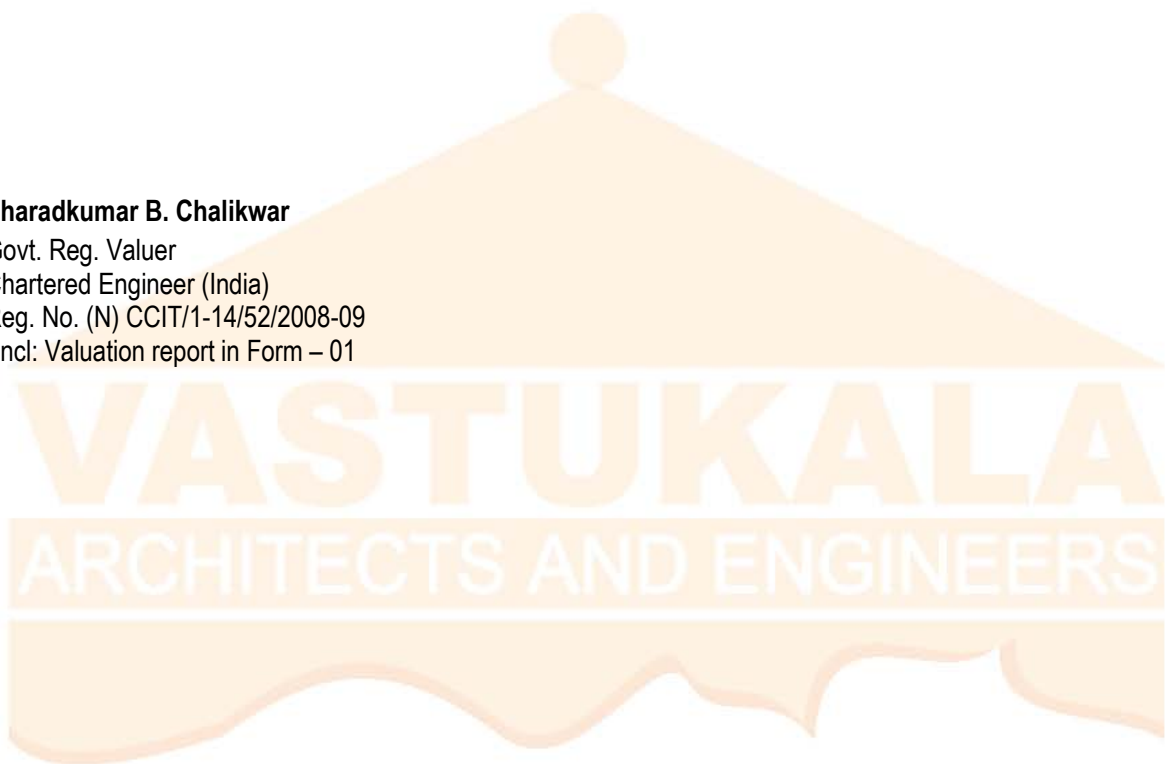 haradkumar B. Chalikwar
ovt. Reg. Valuer
hartered Engineer (India)
eg. No. (N) CCIT/1-14/52/2008-09
ncl: Valuation report in Form – 01
VASTUKALA
ARCHITECTS AND ENGINEERS